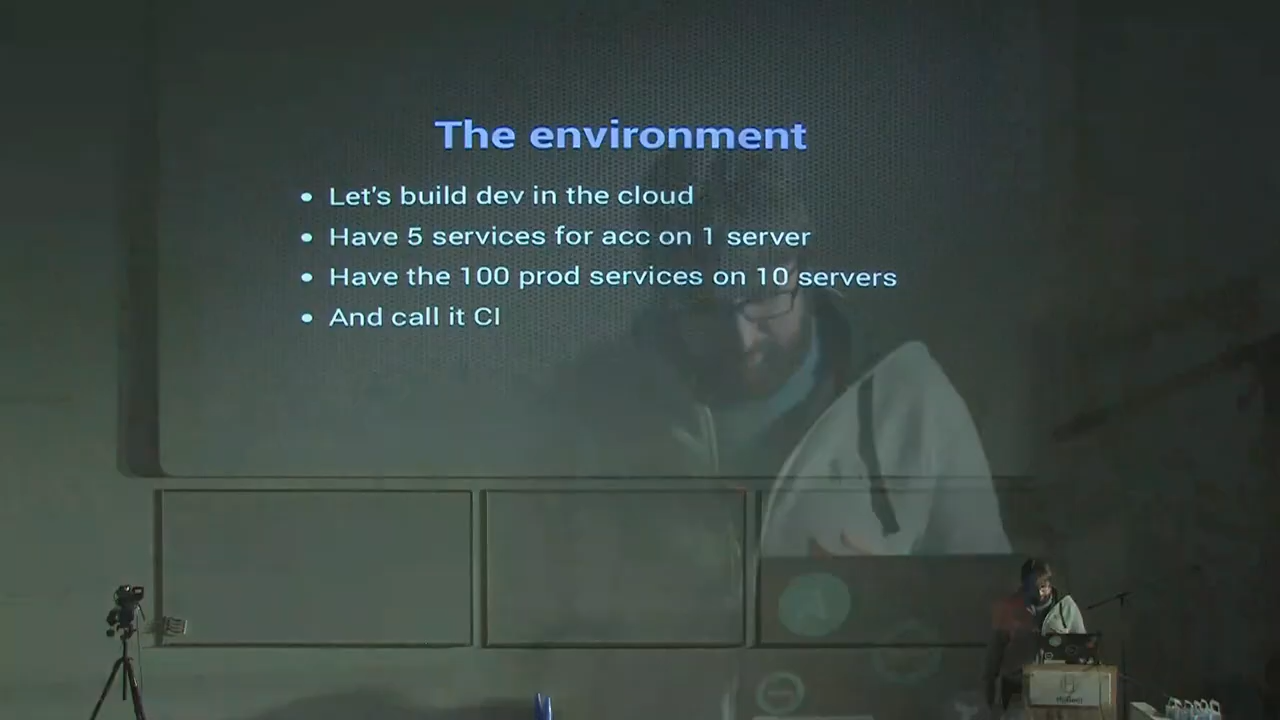 The environment
Let's build dev in the cloud
Have 5 services for acc on 1 server
Have the 100 prod services on 10 servers
And call it CI